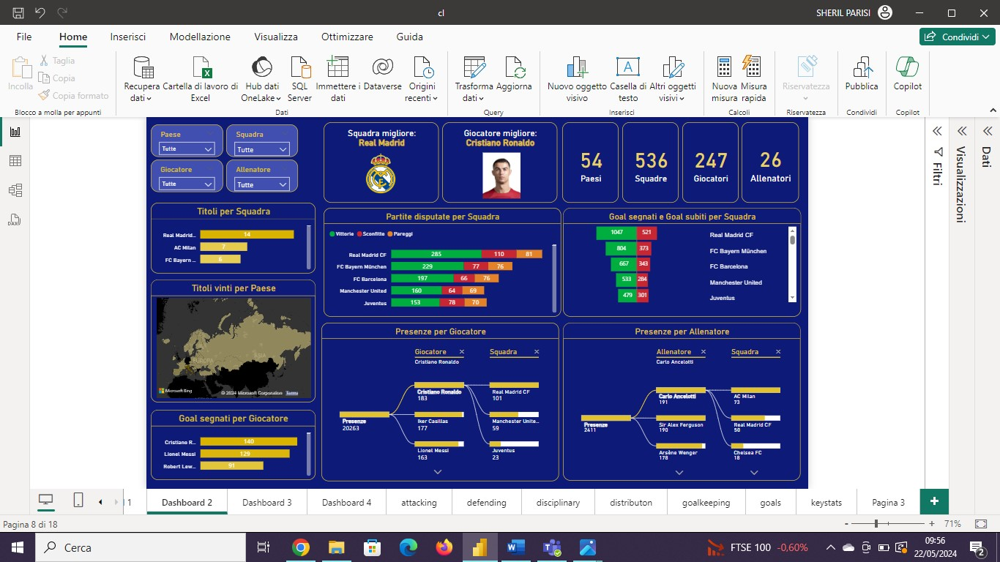 cl
SHERIL PARISI
File Home Inserisci Modellazione Visualizza Ottimizzare Guida
Condividi
Incolla
Taglia
Copia
Copia formato
Blocco a molla per appunti
Recupera dati
Cartella di lavoro di Excel
Hub dati OneLake
SQL Server
Immettere i dati
Dataverse
Origini recenti
Dati
Trasforma dati
Aggiorna
Query
Nuovo oggetto visivo
Casella di testo
Altri oggetti visivi
Inserisci
Nuova misura
Misura rapida
Calcoli
Riservatezza
Riservatezza
Pubblica
Condividi
Copilot
Copilot
DAX
Paese
Tutte
Squadra
Tutte
Giocatore
Tutte
Allenatore
Tutte
Squadra migliore:
Real Madrid
Giocatore migliore:
Cristiano Ronaldo
54
Paesi
536
Squadre
247
Giocatori
26
Allenatori
Filtri
Visualizzazioni
Dati
Titoli per Squadra
Real Madrid... 14
AC Milan 7
FC Bayern ... 6
Partite disputate per Squadra
Vittorie Sconfitte Pareggi
Real Madrid CF 285 110 81
FC Bayern München 229 77 76
FC Barcelona 197 66 76
Manchester United 160 64 69
Juventus 153 78 70
Goal segnati e Goal subiti per Squadra
1047 521 Real Madrid CF
804 373 FC Bayern München
667 343 FC Barcelona
533 284 Manchester United
479 301 Juventus
Titoli vinti per Paese
EUROPA
ASIA
Microsoft Bing
© 2024 Microsoft Corporation Terms
Goal segnati per Giocatore
Cristiano R... 140
Lionel Messi 129
Robert Lew... 91
Presenze per Giocatore
Giocatore
Cristiano Ronaldo
Squadra
Presenze
20263
Cristiano Ronaldo
183
Iker Casillas
177
Lionel Messi
163
Real Madrid CF
101
Manchester Unite...
59
Juventus
23
Presenze per Allenatore
Allenatore
Carlo Ancelotti
Squadra
Presenze
2411
Carlo Ancelotti
191
Sir Alex Ferguson
190
Arsène Wenger
178
AC Milan
73
Real Madrid CF
50
Chelsea FC
18
1 Dashboard 2 Dashboard 3 Dashboard 4 attacking defending disciplinary distributon goalkeeping goals keystats Pagina 3
Pagina 8 di 18
71%
Cerca
FTSE 100 -0,60%
09:56
22/05/2024
2